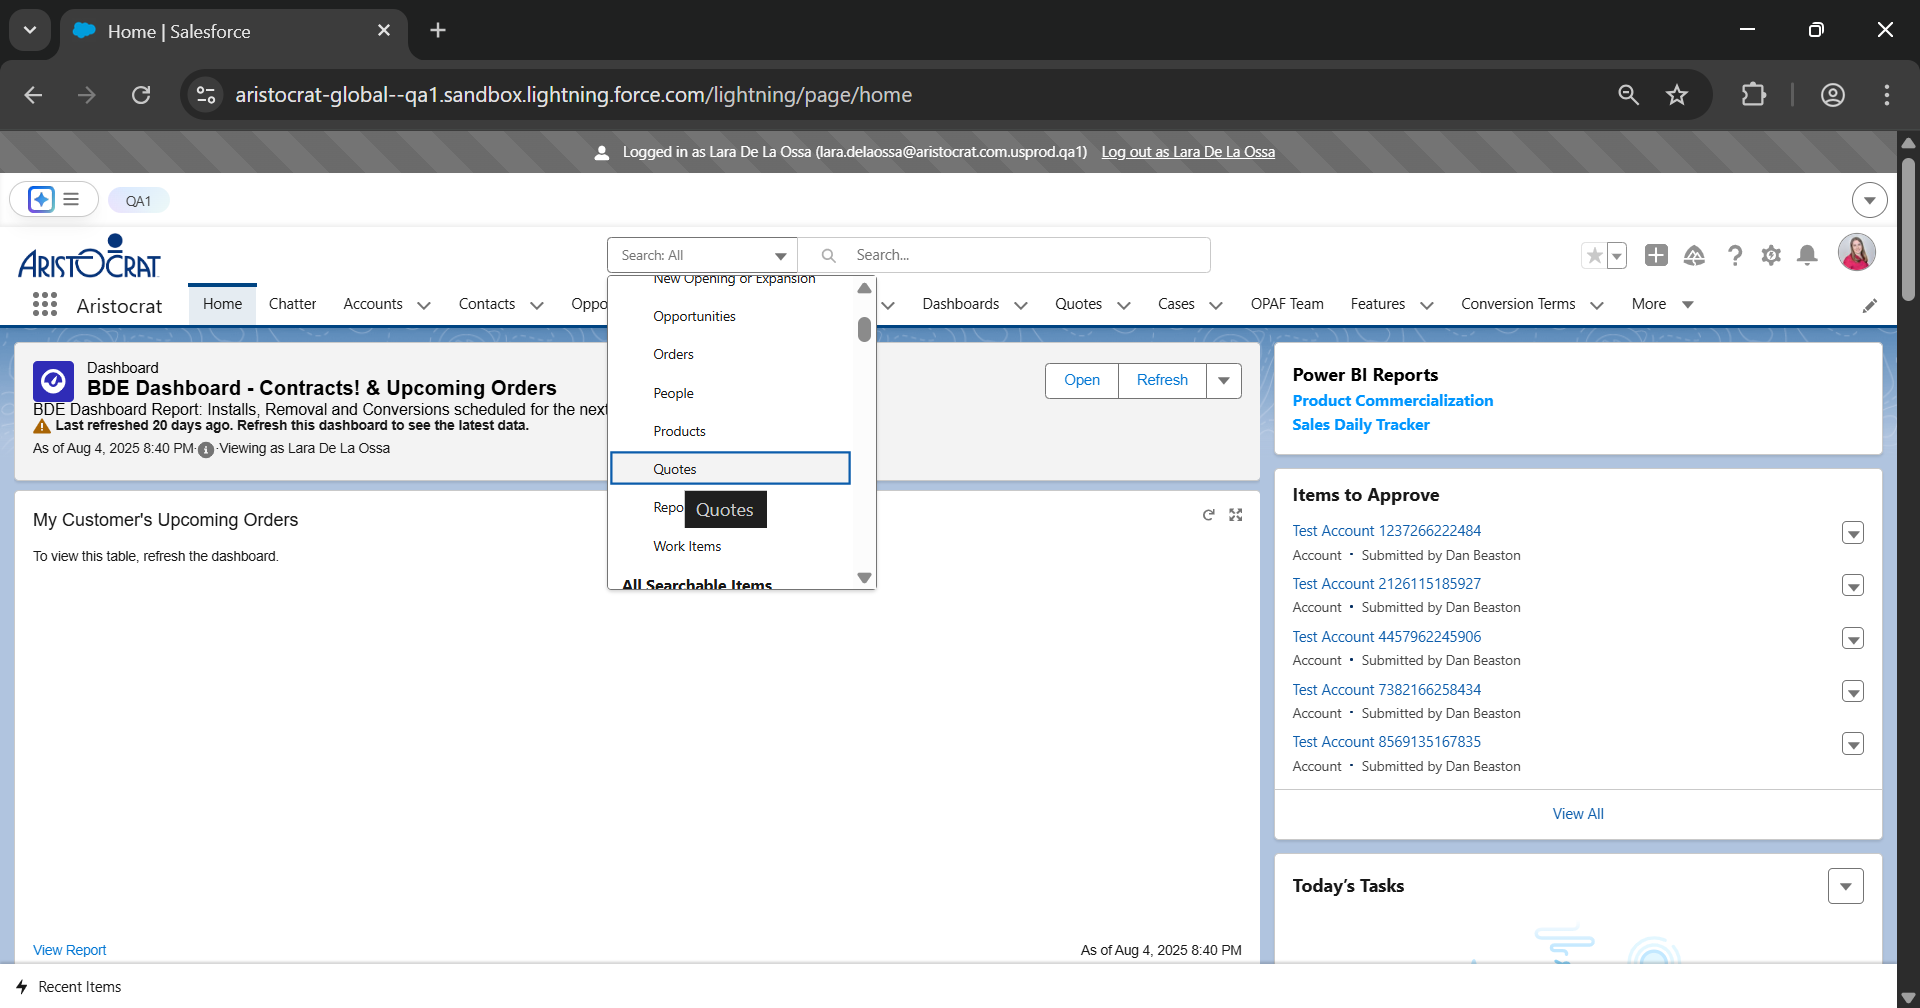 Home | Salesforce
aristocrat-global--qa1.sandbox.lightning.force.com/lightning/page/home
Logged in as Lara De La Ossa (lara.delaossa@aristocrat.com.usprod.qa1) Log out as Lara De La Ossa
QA1
ARISTOCRAT
Search: All
Search...
Aristocrat
Home
Chatter
Accounts
Contacts
Oppo
Dashboards
Quotes
Cases
OPAF Team
Features
Conversion Terms
More
New Opening or Expansion
Opportunities
Orders
People
Products
Quotes
Repo
Quotes
Work Items
All Searchable Items
Dashboard
BDE Dashboard - Contracts! & Upcoming Orders
BDE Dashboard Report: Installs, Removal and Conversions scheduled for the next
Last refreshed 20 days ago. Refresh this dashboard to see the latest data.
As of Aug 4, 2025 8:40 PM·Viewing as Lara De La Ossa
Open
Refresh
My Customer's Upcoming Orders
To view this table, refresh the dashboard.
View Report
As of Aug 4, 2025 8:40 PM
Power BI Reports
Product Commercialization
Sales Daily Tracker
Items to Approve
Test Account 1237266222484
Account • Submitted by Dan Beaston
Test Account 2126115185927
Account • Submitted by Dan Beaston
Test Account 4457962245906
Account • Submitted by Dan Beaston
Test Account 7382166258434
Account • Submitted by Dan Beaston
Test Account 8569135167835
Account • Submitted by Dan Beaston
View All
Today's Tasks
Recent Items